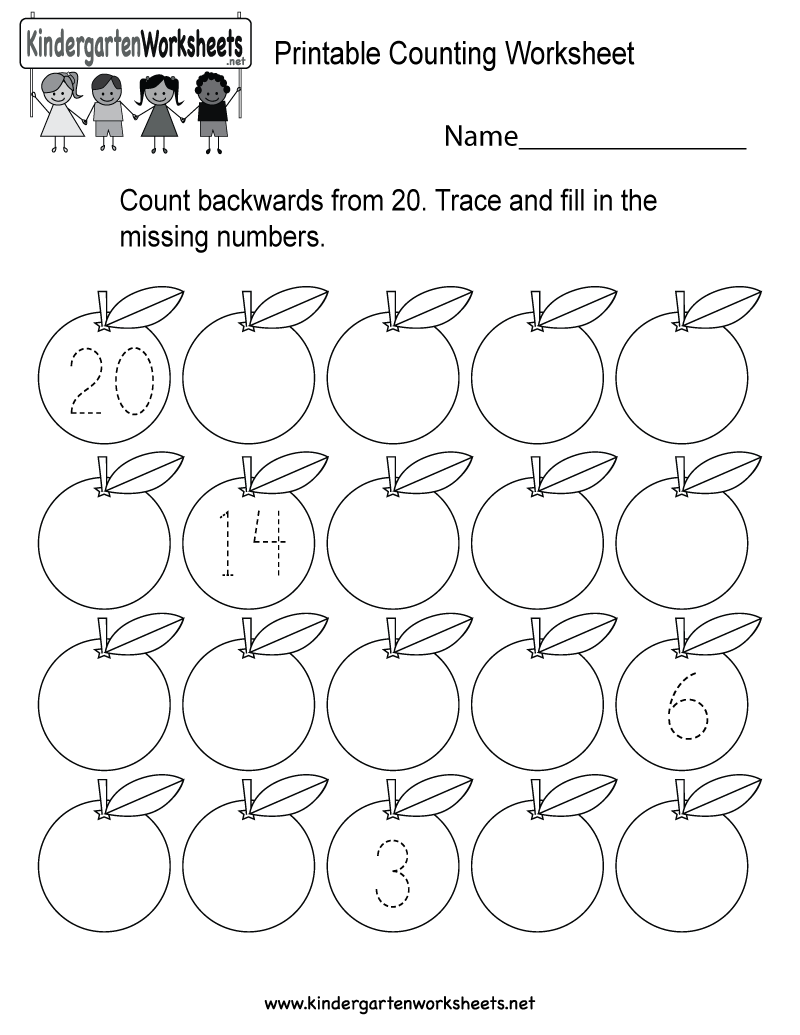 KindergartenWorksheets
.net
Printable Counting Worksheet
Name
Count backwards from 20. Trace and fill in the
missing numbers.
20
14
6
3
www.kindergartenworksheets.net